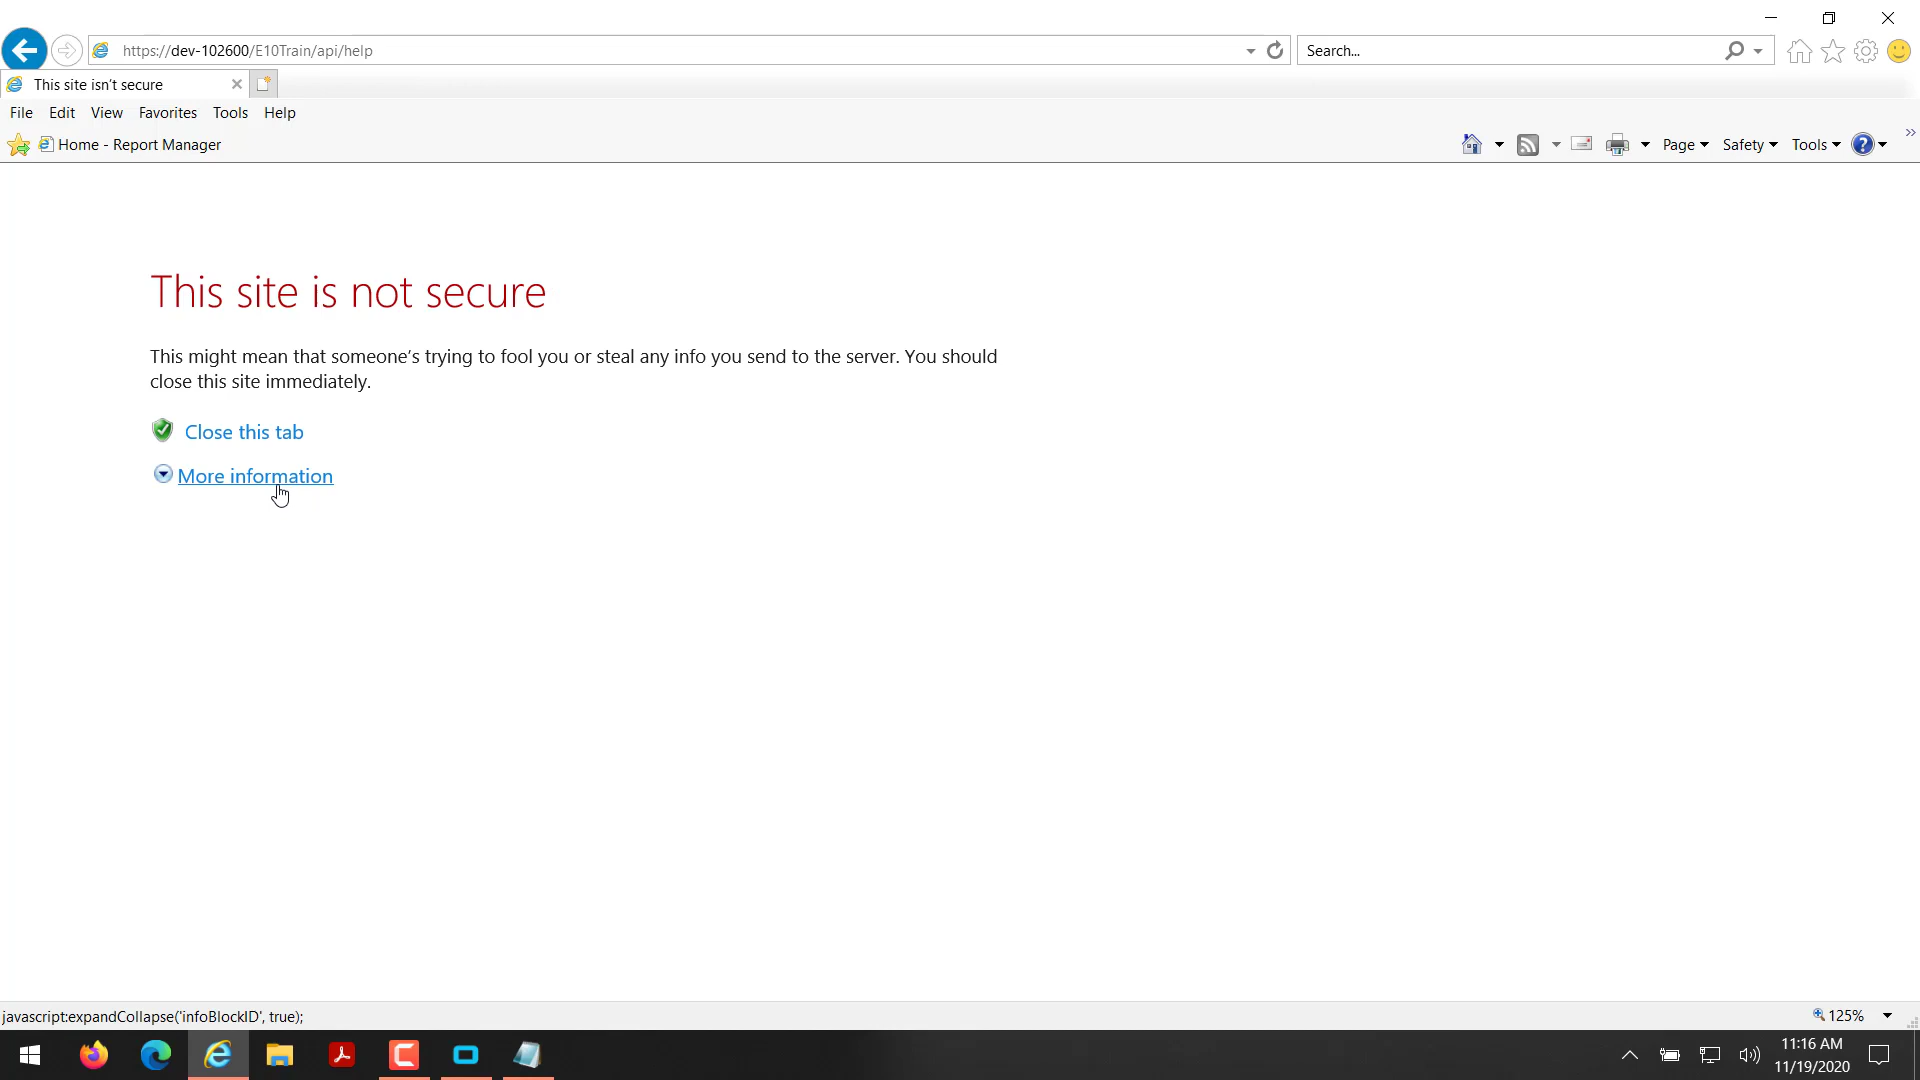 https://dev-102600/E10Train/api/help
Search...
This site isn't secure
File Edit View Favorites Tools Help
Home - Report Manager
Page Safety Tools
This site is not secure
This might mean that someone's trying to fool you or steal any info you send to the server. You should
close this site immediately.
Close this tab
More information
javascript:expandCollapse('infoBlockID', true);
125%
11:16 AM
11/19/2020